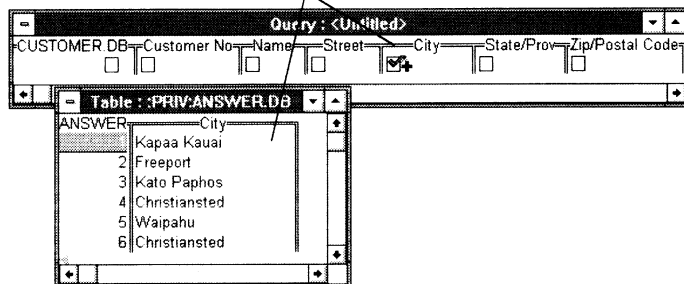 Query : <Untitled>
CUSTOMER.DB Customer No Name Street City State/Prov Zip/Postal Code
Table : :PRIV:ANSWER.DB
ANSWER City
Kapaa Kauai
2 Freeport
3 Kato Paphos
4 Christiansted
5 Waipahu
6 Christiansted